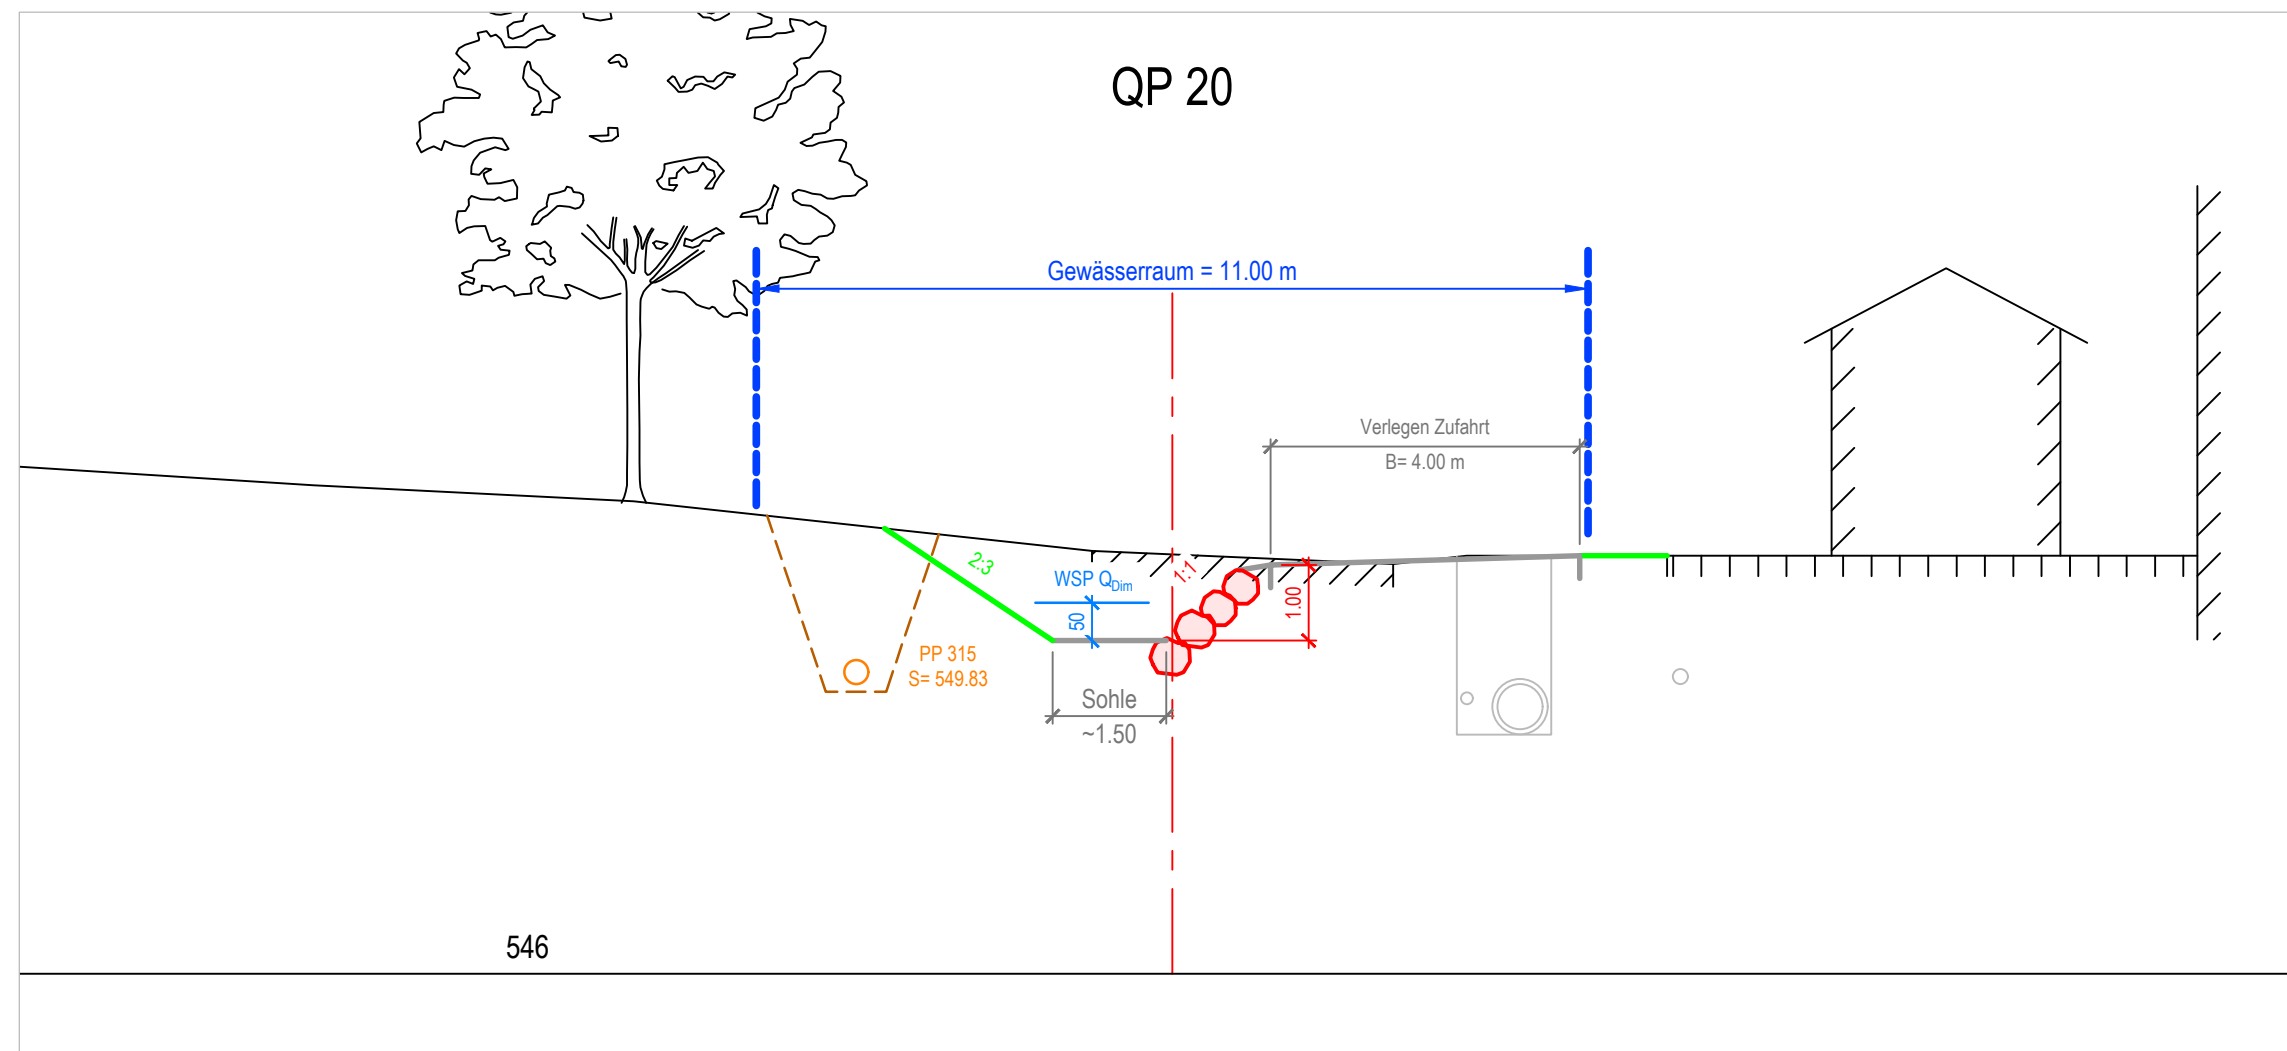 QP 20
Gewässerraum = 11.00 m
Verlegen Zufahrt
B= 4.00 m
2:3
WSP QDim
50
1:1
1.00
PP 315
S= 549.83
Sohle
~1.50
546